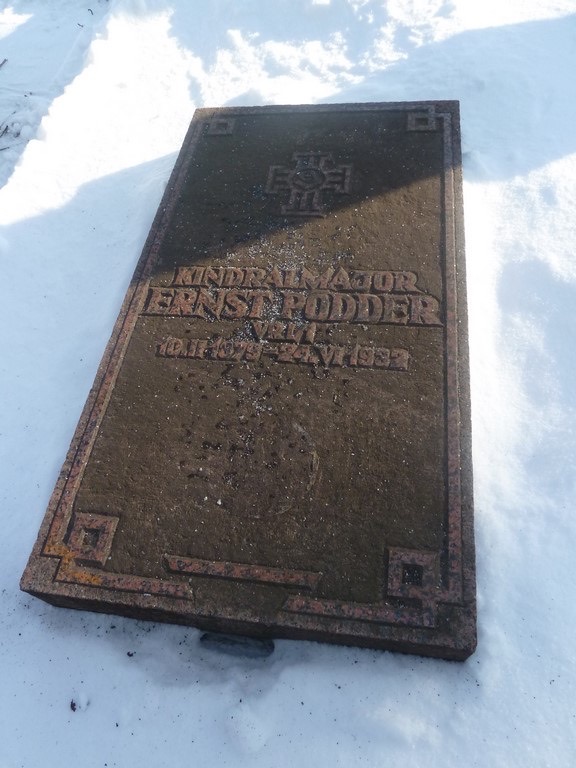 KINDRALMAJOR
ERNST PÕDDER
VR I/1
10.II 1879-24.VI 1932